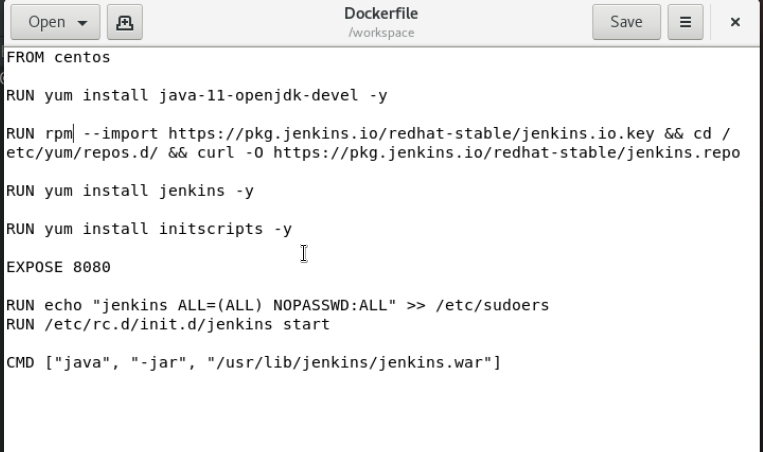 Open
Dockerfile
/workspace
Save
FROM centos
RUN yum install java-11-openjdk-devel -y
RUN rpm --import https://pkg.jenkins.io/redhat-stable/jenkins.io.key && cd /
etc/yum/repos.d/ && curl -O https://pkg.jenkins.io/redhat-stable/jenkins.repo
RUN yum install jenkins -y
RUN yum install initscripts -y
EXPOSE 8080
RUN echo "jenkins ALL=(ALL) NOPASSWD:ALL" >> /etc/sudoers
RUN /etc/rc.d/init.d/jenkins start
CMD ["java", "-jar", "/usr/lib/jenkins/jenkins.war"]